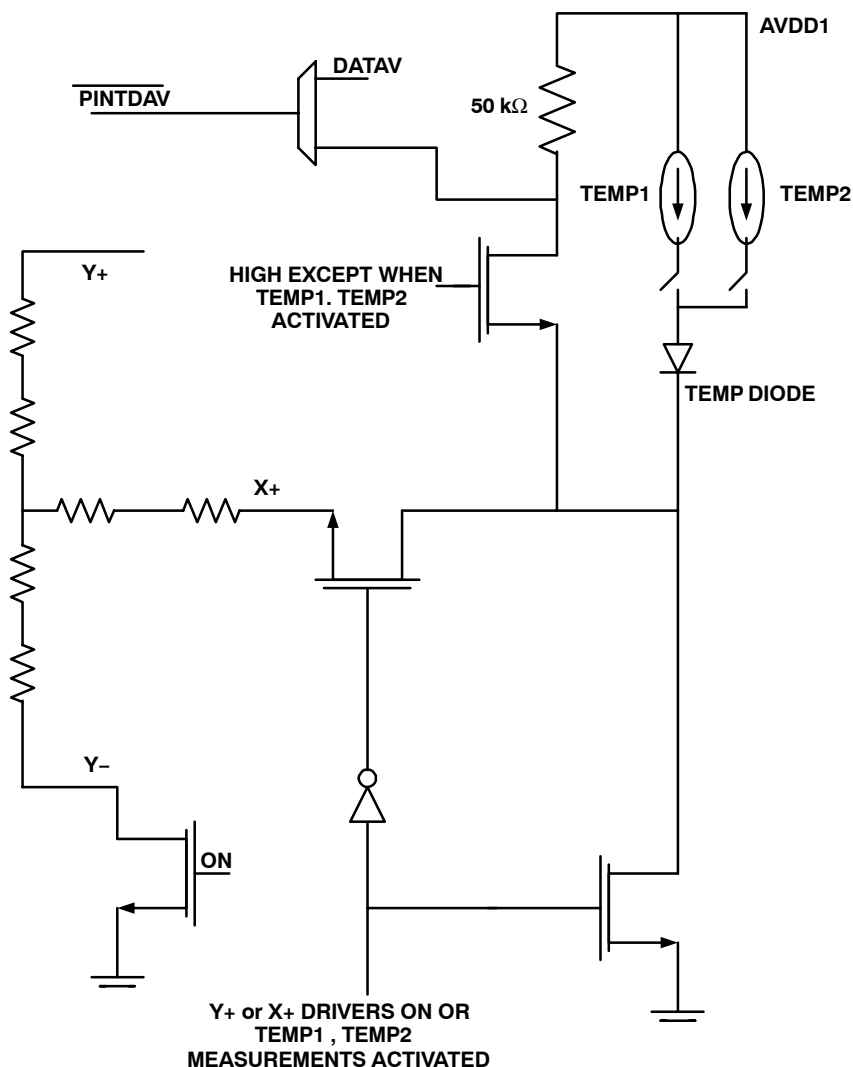 AVDD1
DATAV
PINTDAV
50 kΩ
TEMP1
TEMP2
Y+
HIGH EXCEPT WHEN
TEMP1. TEMP2
ACTIVATED
TEMP DIODE
X+
Y–
ON
Y+ or X+ DRIVERS ON OR
TEMP1 , TEMP2
MEASUREMENTS ACTIVATED